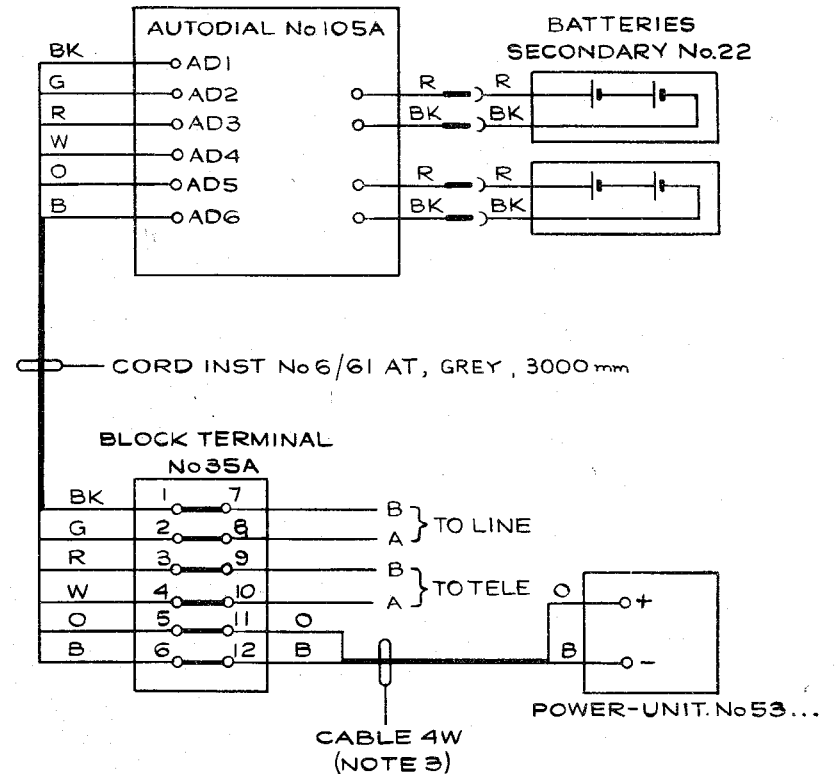 AUTODIAL No 105A
BATTERIES
SECONDARY No.22
BK AD1
G AD2 R R
R AD3 BK BK
W AD4
O AD5 R R
B AD6 BK BK
CORD INST No 6/61 AT, GREY, 3000 mm
BLOCK TERMINAL
No 35A
BK 1 7 B
G 2 8 A
TO LINE
R 3 9 B
W 4 10 A
TO TELE
O 5 11 O
B 6 12 B
O +
B -
POWER-UNIT. No 53...
CABLE 4W
(NOTE 3)